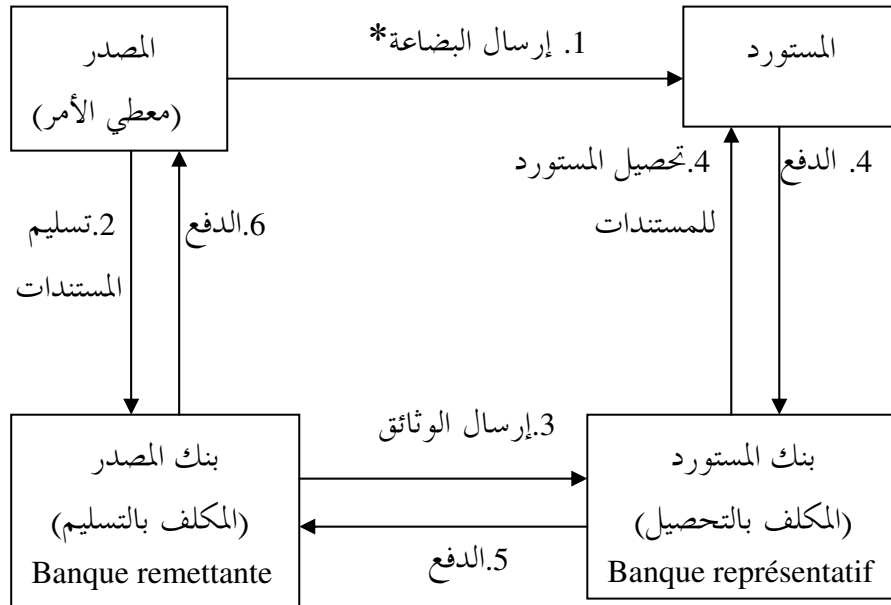 المصدر
(معطي الأمر)
1. إرسال البضاعة*
المستورد
2.تسليم
المستندات
6.الدفع
4.تحصيل المستورد
للمستندات
4. الدفع
بنك المصدر
(المكلف بالتسليم)
Banque remettante
3.إرسال الوثائق
5.الدفع
بنك المستورد
(المكلف بالتحصيل)
Banque représentatif